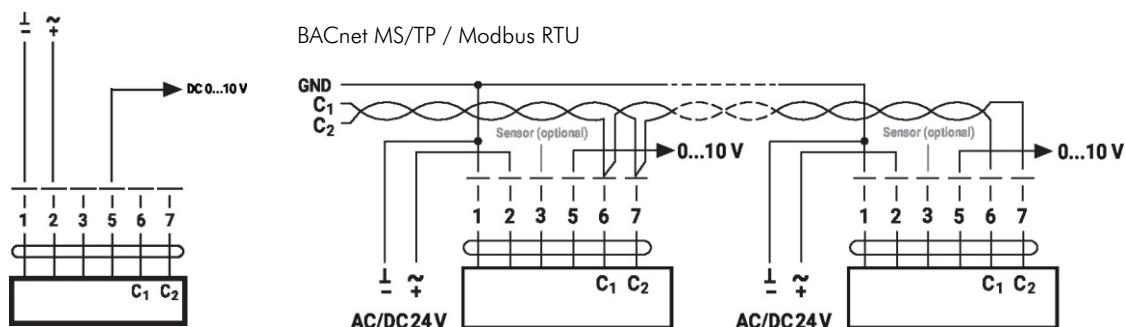 ⊥ ~
- +
DC 0...10 V
1 2 3 5 6 7
C₁ C₂
BACnet MS/TP / Modbus RTU
GND
C₁
C₂
Sensor (optional)
0...10 V
1 2 3 5 6 7
C₁ C₂
⊥ ~
- +
AC/DC 24 V
Sensor (optional)
0...10 V
1 2 3 5 6 7
C₁ C₂
⊥ ~
- +
AC/DC 24 V